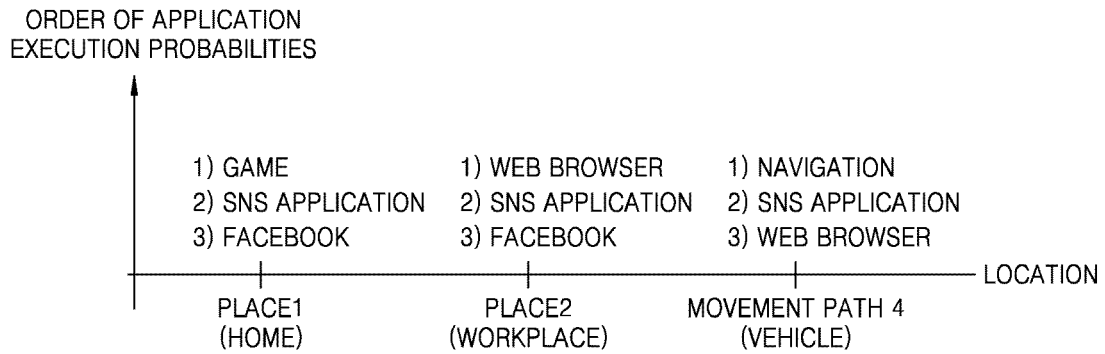 ORDER OF APPLICATION
EXECUTION PROBABILITIES
1) GAME
2) SNS APPLICATION
3) FACEBOOK
1) WEB BROWSER
2) SNS APPLICATION
3) FACEBOOK
1) NAVIGATION
2) SNS APPLICATION
3) WEB BROWSER
LOCATION
PLACE1
(HOME)
PLACE2
(WORKPLACE)
MOVEMENT PATH 4
(VEHICLE)